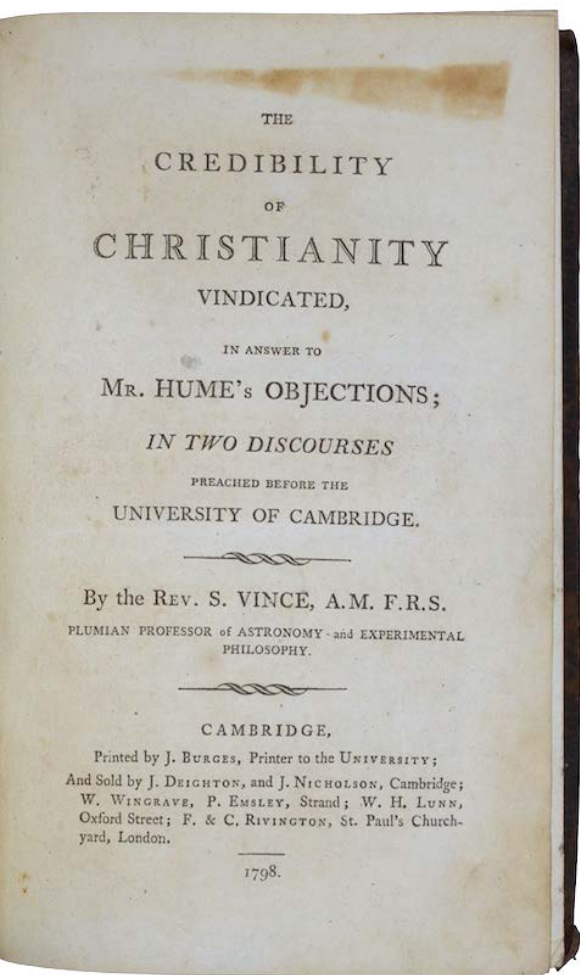 THE
CREDIBILITY
OF
CHRISTIANITY
VINDICATED,
IN ANSWER TO
MR. HUME's OBJECTIONS;
IN TWO DISCOURSES
PREACHED BEFORE THE
UNIVERSITY OF CAMBRIDGE.
By the REV. S. VINCE, A.M. F.R.S.
PLUMIAN PROFESSOR of ASTRONOMY and EXPERIMENTAL
PHILOSOPHY.
CAMBRIDGE,
Printed by J. BURGES, Printer to the UNIVERSITY;
And Sold by J. DEIGHTON, and J. NICHOLSON, Cambridge;
W. WINGRAVE, P. EMSLEY, Strand; W. H. LUNN,
Oxford Street; F. & C. RIVINGTON, St. Paul's Church-
yard, London.
1798.